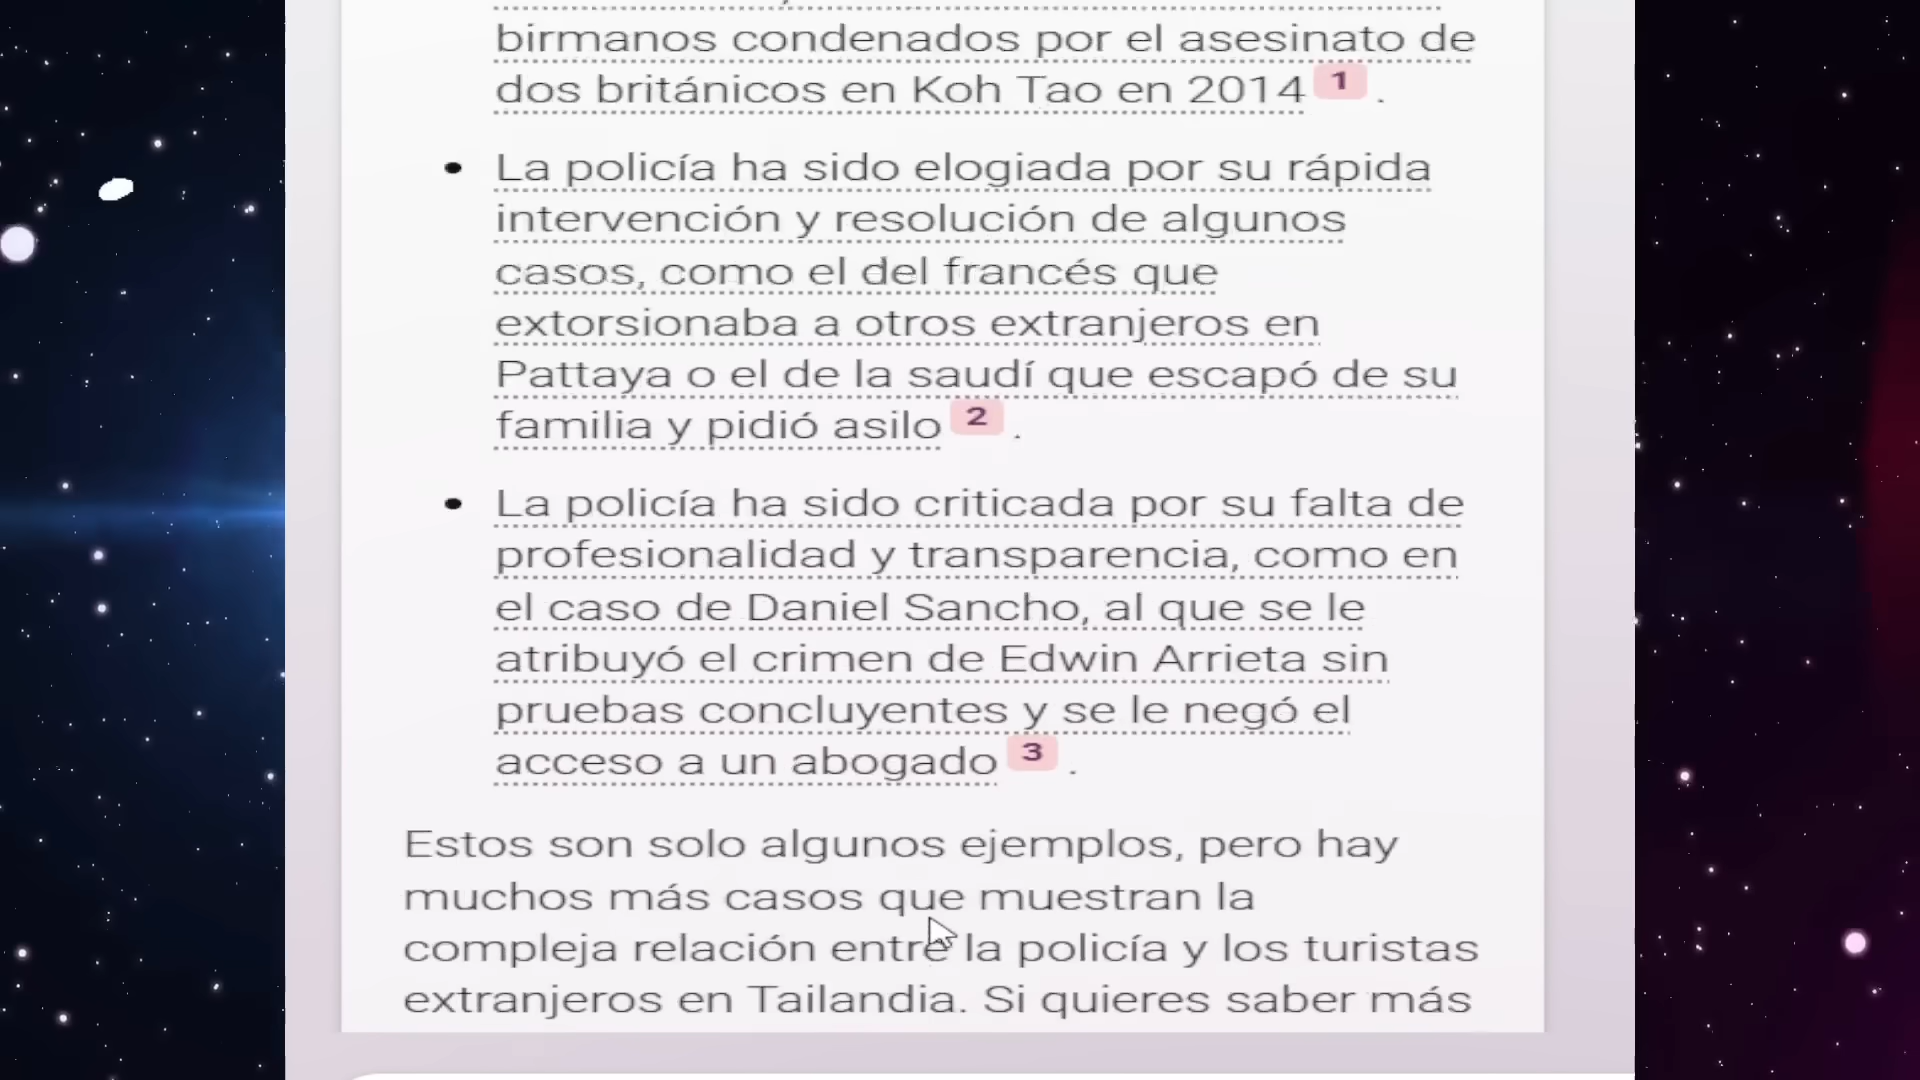 birmanos condenados por el asesinato de
dos británicos en Koh Tao en 2014 1 .
• La policía ha sido elogiada por su rápida
intervención y resolución de algunos
casos, como el del francés que
extorsionaba a otros extranjeros en
Pattaya o el de la saudí que escapó de su
familia y pidió asilo 2 .
• La policía ha sido criticada por su falta de
profesionalidad y transparencia, como en
el caso de Daniel Sancho, al que se le
atribuyó el crimen de Edwin Arrieta sin
pruebas concluyentes y se le negó el
acceso a un abogado 3 .
Estos son solo algunos ejemplos, pero hay
muchos más casos que muestran la
compleja relación entre la policía y los turistas
extranjeros en Tailandia. Si quieres saber más